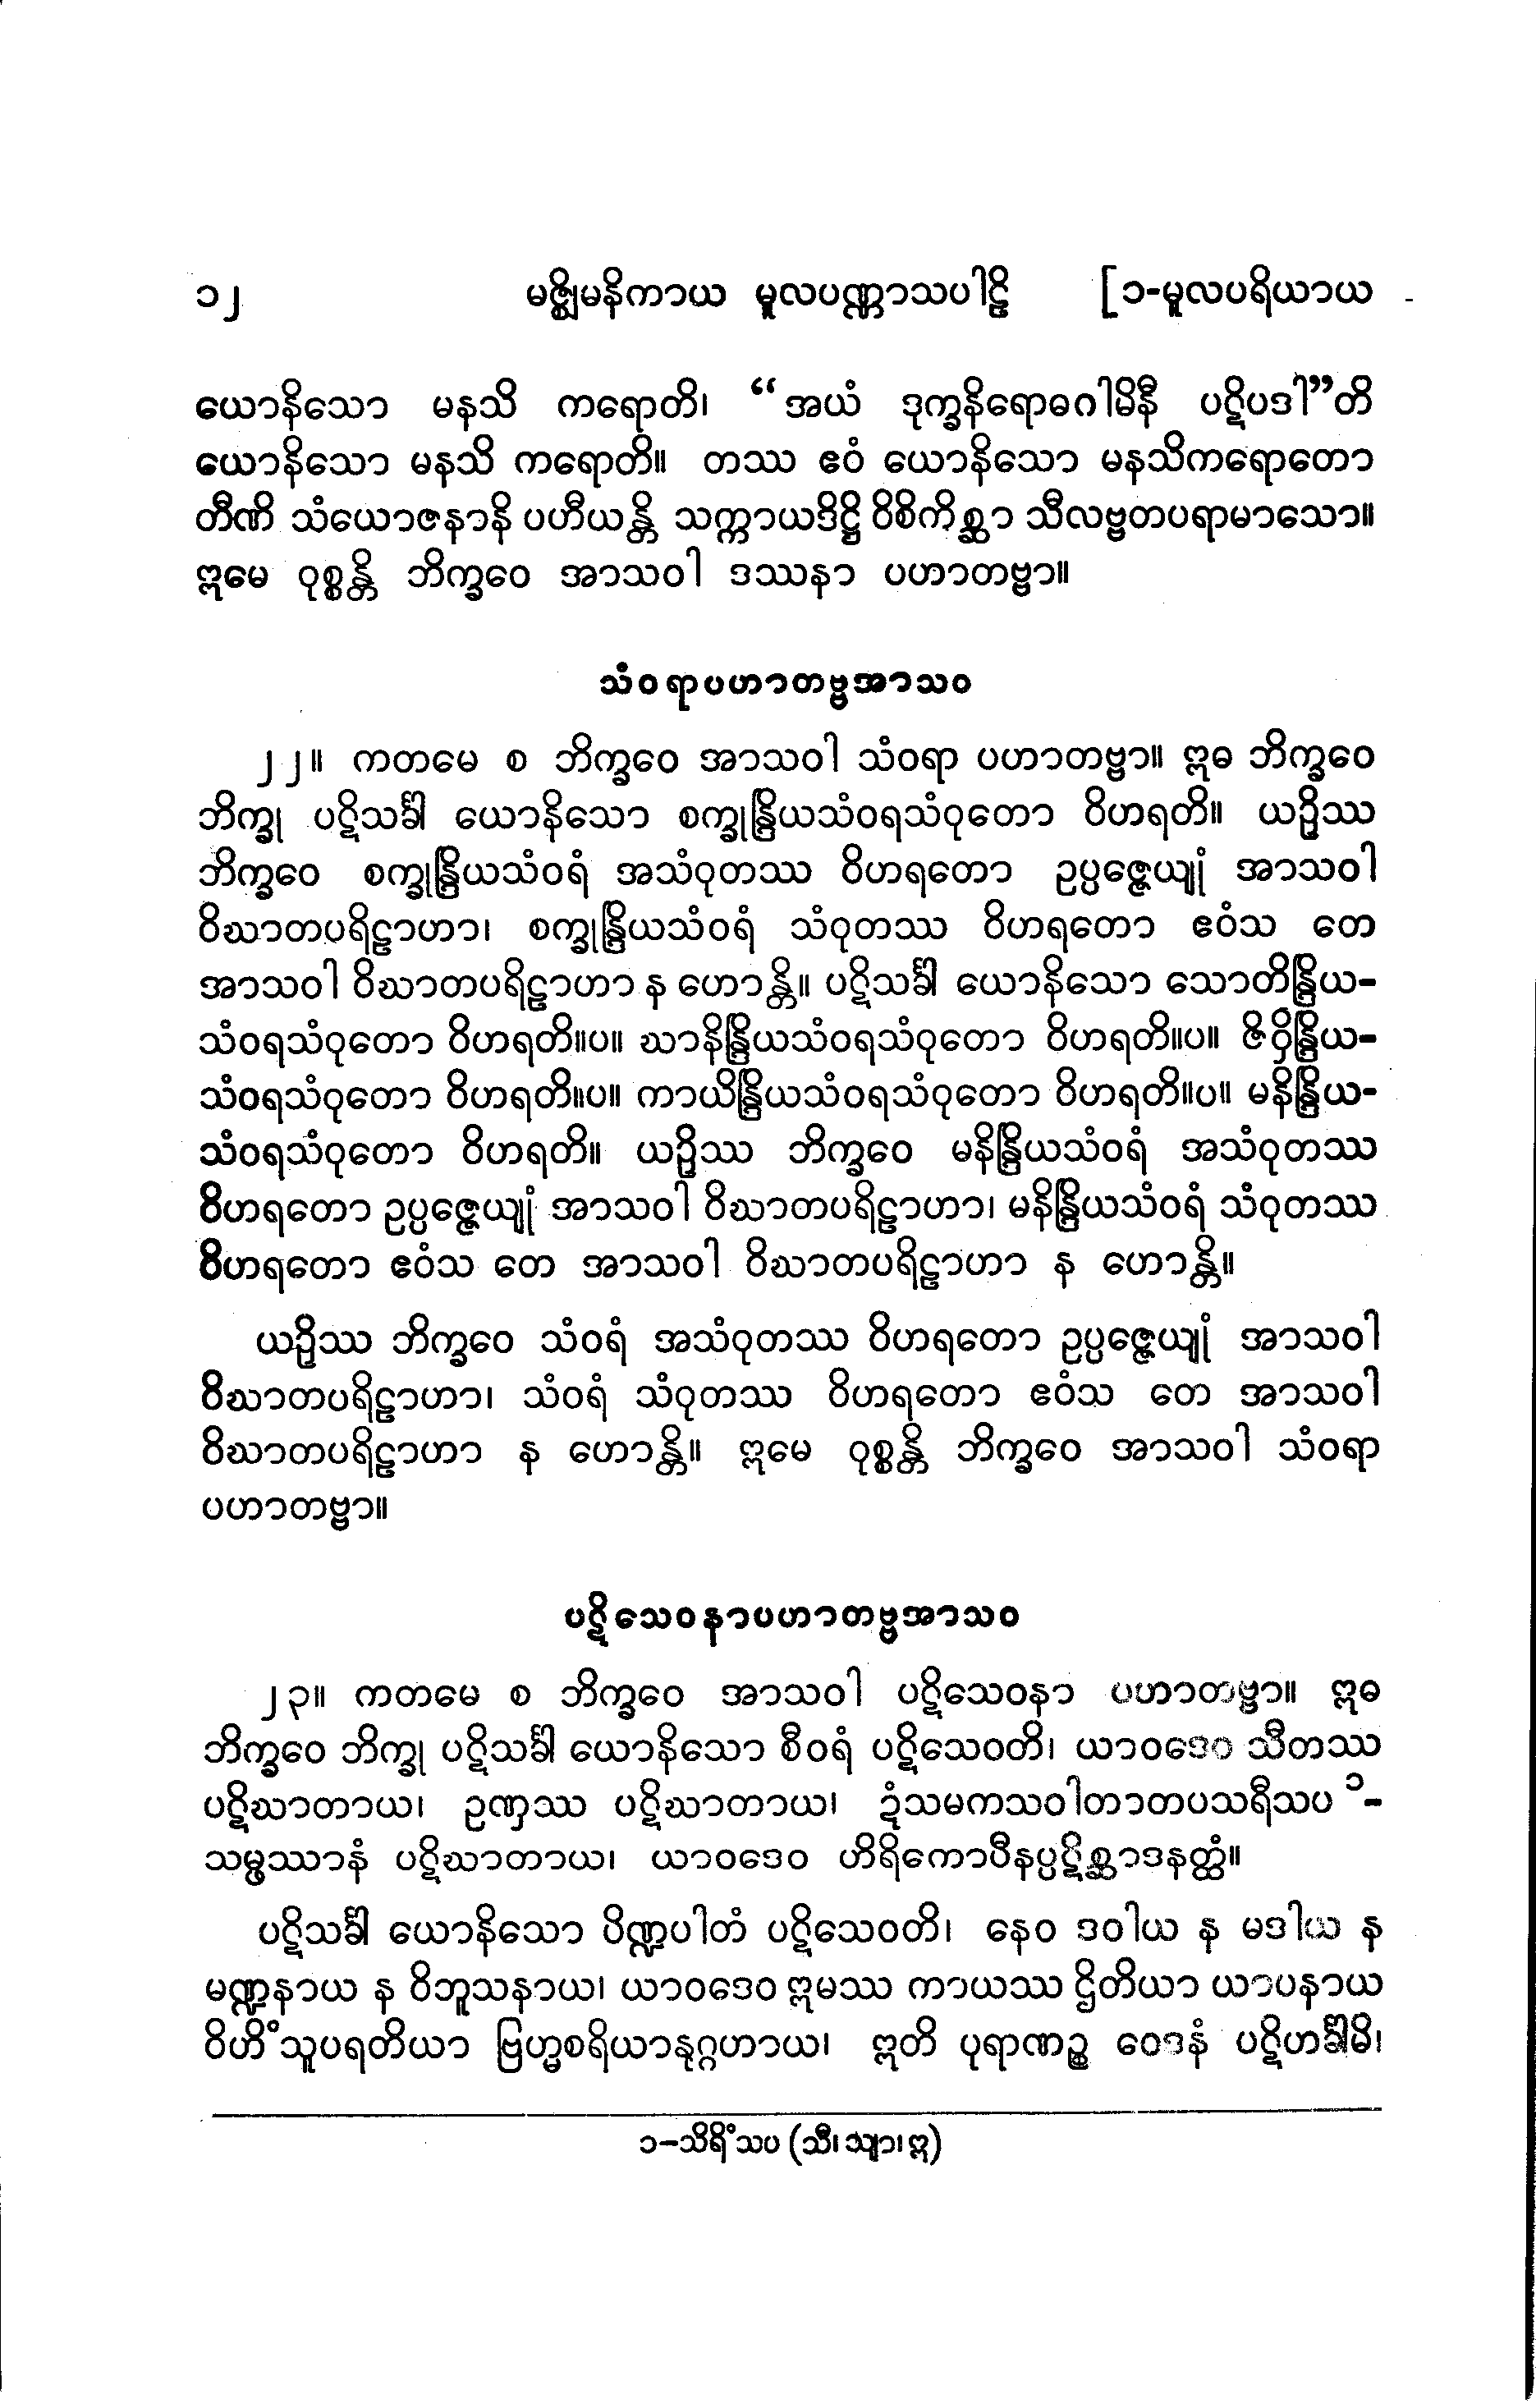 ၁၂ မဇ္ဈိမနိကာယ မူလပဏ္ဏာသပါဠိ [၁-မူလပရိယာယ
ယောနိသော မနသိ ကရောတိ၊ “အယံ ဒုက္ခနိရောဓဂါမိနီ ပဋိပဒါ”တိ
ယောနိသော မနသိ ကရောတိ။ တဿ ဧဝံ ယောနိသော မနသိကရောတော
တီဏိ သံယောဇနာနိ ပဟီယန္တိ သက္ကာယဒိဋ္ဌိ ဝိစိကိစ္ဆာ သီလဗ္ဗတပရာမာသော။
ဣမေ ဝုစ္စန္တိ ဘိက္ခဝေ အာသဝါ ဒဿနာ ပဟာတဗ္ဗာ။
သံဝရာပဟာတဗ္ဗအာသဝ
၂၂။ ကတမေ စ ဘိက္ခဝေ အာသဝါ သံဝရာ ပဟာတဗ္ဗာ။ ဣဓ ဘိက္ခဝေ
ဘိက္ခု ပဋိသင်္ခါ ယောနိသော စက္ခုန္ဒြိယသံဝရသံဝုတော ဝိဟရတိ။ ယဉှိဿ
ဘိက္ခဝေ စက္ခုန္ဒြိယသံဝရံ အသံဝုတဿ ဝိဟရတော ဥပ္ပဇ္ဇေယျုံ အာသဝါ
ဝိဃာတပရိဠာဟာ၊ စက္ခုန္ဒြိယသံဝရံ သံဝုတဿ ဝိဟရတော ဧဝံသ တေ
အာသဝါ ဝိဃာတပရိဠာဟာ န ဟောန္တိ။ ပဋိသင်္ခါ ယောနိသော သောတိန္ဒြိယ-
သံဝရသံဝုတော ဝိဟရတိ။ပ။ ဃာနိန္ဒြိယသံဝရသံဝုတော ဝိဟရတိ။ပ။ ဇိဝှိန္ဒြိယ-
သံဝရသံဝုတော ဝိဟရတိ။ပ။ ကာယိန္ဒြိယသံဝရသံဝုတော ဝိဟရတိ။ပ။ မနိန္ဒြိယ-
သံဝရသံဝုတော ဝိဟရတိ။ ယဉှိဿ ဘိက္ခဝေ မနိန္ဒြိယသံဝရံ အသံဝုတဿ
ဝိဟရတော ဥပ္ပဇ္ဇေယျုံ အာသဝါ ဝိဃာတပရိဠာဟာ၊ မနိန္ဒြိယသံဝရံ သံဝုတဿ
ဝိဟရတော ဧဝံသ တေ အာသဝါ ဝိဃာတပရိဠာဟာ န ဟောန္တိ။
ယဉှိဿ ဘိက္ခဝေ သံဝရံ အသံဝုတဿ ဝိဟရတော ဥပ္ပဇ္ဇေယျုံ အာသဝါ
ဝိဃာတပရိဠာဟာ၊ သံဝရံ သံဝုတဿ ဝိဟရတော ဧဝံသ တေ အာသဝါ
ဝိဃာတပရိဠာဟာ န ဟောန္တိ။ ဣမေ ဝုစ္စန္တိ ဘိက္ခဝေ အာသဝါ သံဝရာ
ပဟာတဗ္ဗာ။
ပဋိသေဝနာပဟာတဗ္ဗအာသဝ
၂၃။ ကတမေ စ ဘိက္ခဝေ အာသဝါ ပဋိသေဝနာ ပဟာတဗ္ဗာ။ ဣဓ
ဘိက္ခဝေ ဘိက္ခု ပဋိသင်္ခါ ယောနိသော စီဝရံ ပဋိသေဝတိ၊ ယာဝဒေဝ သီတဿ
ပဋိဃာတာယ၊ ဥဏှဿ ပဋိဃာတာယ၊ ဍံသမကသဝါတာတပသရီသပ ၁-
သမ္ဖဿာနံ ပဋိဃာတာယ၊ ယာဝဒေဝ ဟိရိကောပီနပ္ပဋိစ္ဆာဒနတ္ထံ။
ပဋိသင်္ခါ ယောနိသော ပိဏ္ဍပါတံ ပဋိသေဝတိ၊ နေဝ ဒဝါယ န မဒါယ န
မဏ္ဍနာယ န ဝိဘူသနာယ၊ ယာဝဒေဝ ဣမဿ ကာယဿ ဌိတိယာ ယာပနာယ
ဝိဟိံသူပရတိယာ ဗြဟ္မစရိယာနုဂ္ဂဟာယ၊ ဣတိ ပုရာဏဉ္စ ဝေဒနံ ပဋိဟင်္ခါမိ၊
၁-သိရိံသပ (သီ၊သျာ၊ဣ)